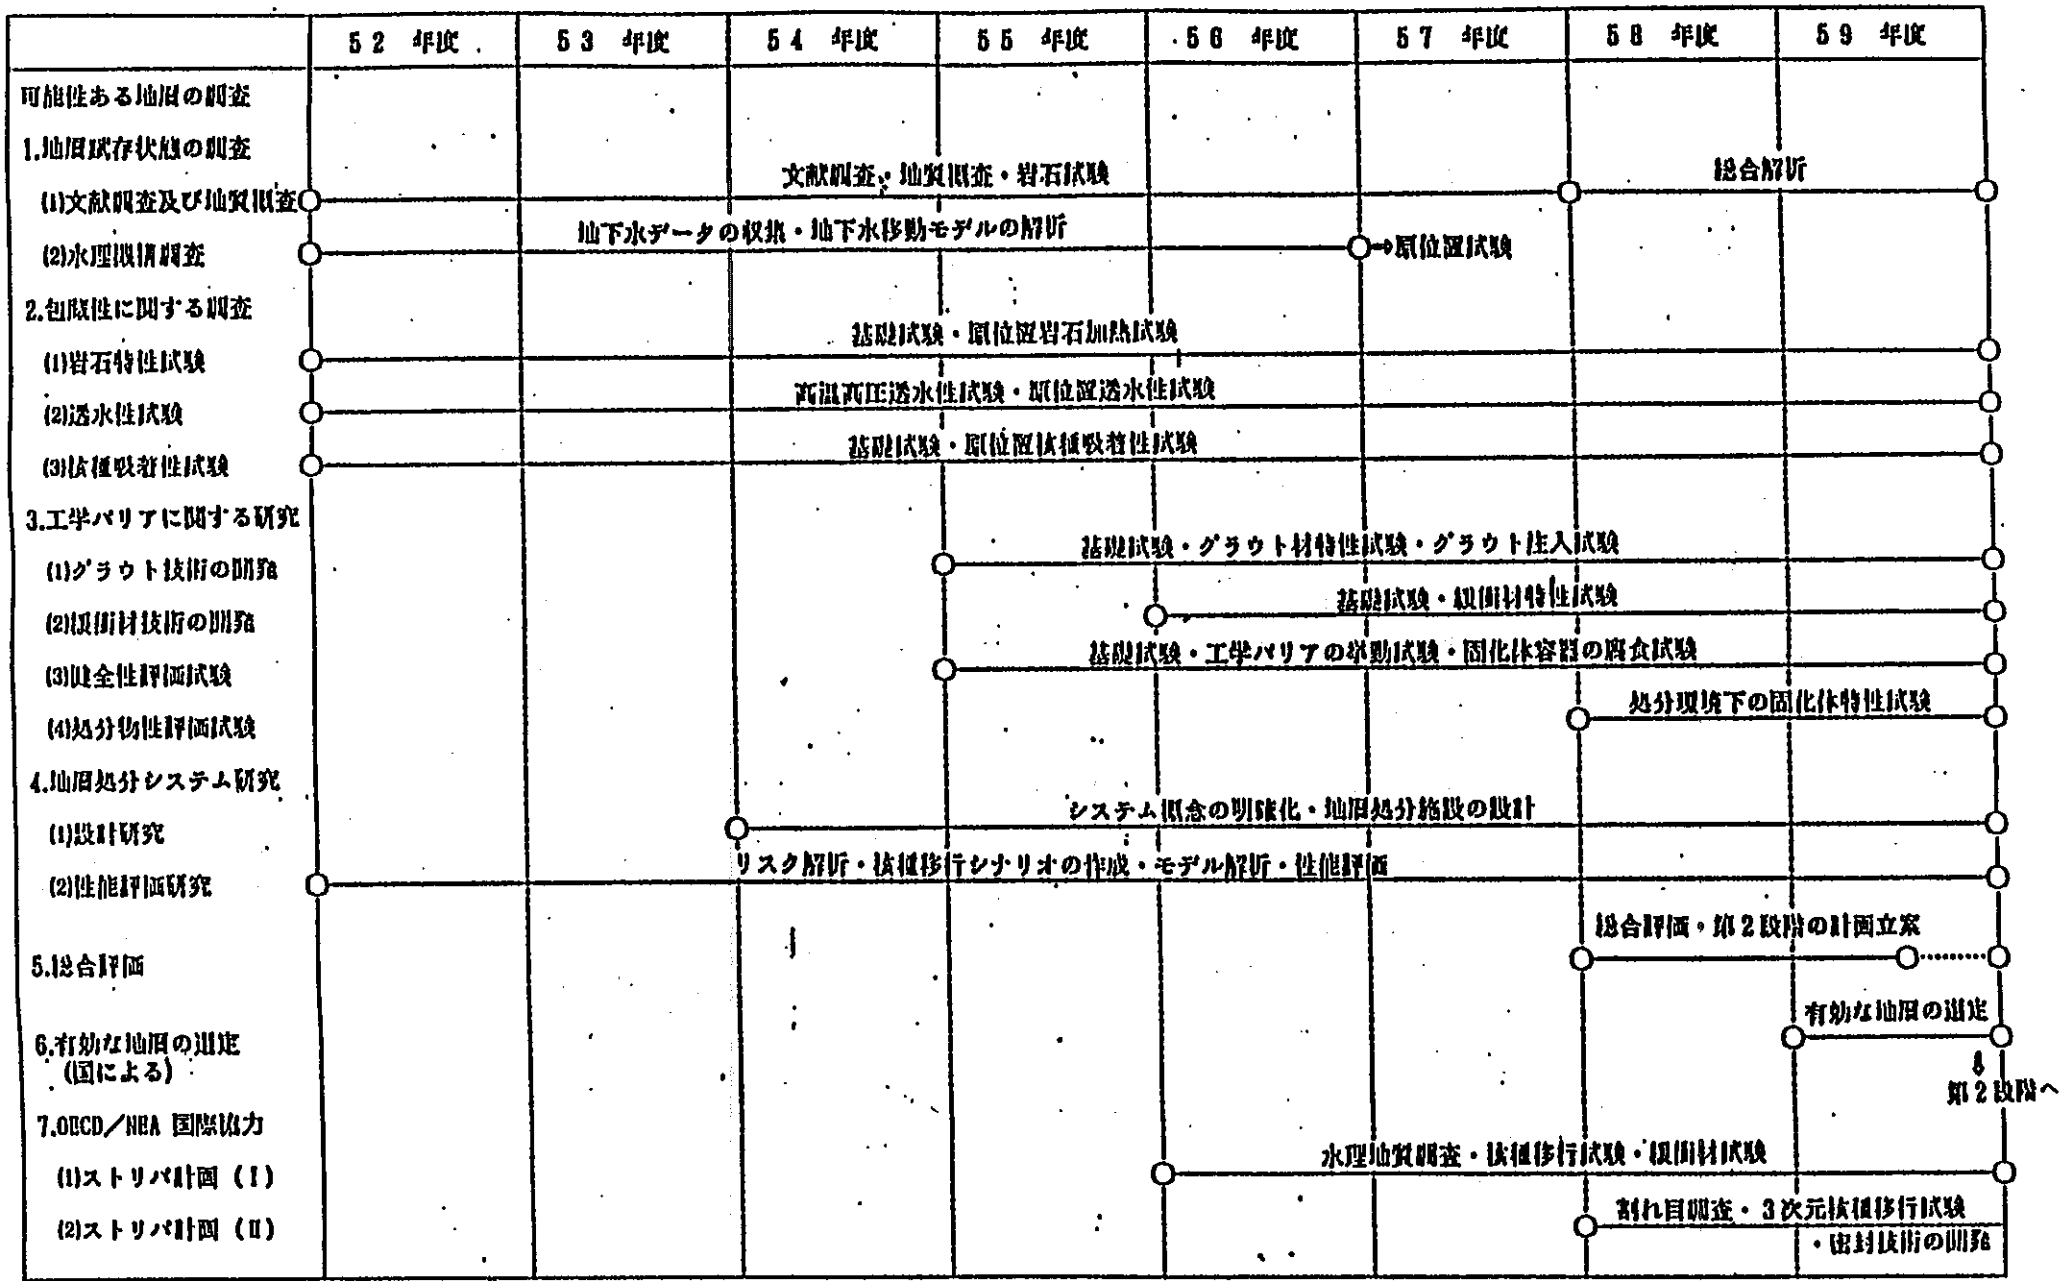 52 年度 53 年度 54 年度 55 年度 56 年度 57 年度 58 年度 59 年度
可能性ある地層の調査
1.地層賦存状態の調査
文献調査・地質調査・岩石試験 総合解析
(1)文献調査及び地質調査
地下水データの収集・地下水移動モデルの解析
(2)水理機構調査 →原位置試験
2.包蔵性に関する調査
基礎試験・原位置岩石加熱試験
(1)岩石特性試験
高温高圧透水性試験・原位置透水性試験
(2)透水性試験
基礎試験・原位置核種吸着性試験
(3)核種吸着性試験
3.工学バリアに関する研究
基礎試験・グラウト材特性試験・グラウト注入試験
(1)グラウト技術の開発
基礎試験・緩衝材特性試験
(2)緩衝材技術の開発
基礎試験・工学バリアの挙動試験・固化体容器の腐食試験
(3)健全性評価試験
処分環境下の固化体特性試験
(4)処分物性評価試験
4.地層処分システム研究
システム概念の明確化・地層処分施設の設計
(1)設計研究
リスク解析・核種移行シナリオの作成・モデル解析・性能評価
(2)性能評価研究
総合評価・第2段階の計画立案
5.総合評価
有効な地層の選定
6.有効な地層の選定
(国による)
⇓
第2段階へ
7.OECD/NEA 国際協力
水理地質調査・核種移行試験・緩衝材試験
(1)ストリパ計画 (I)
割れ目調査・3次元核種移行試験
(2)ストリパ計画 (II)
・密封技術の開発